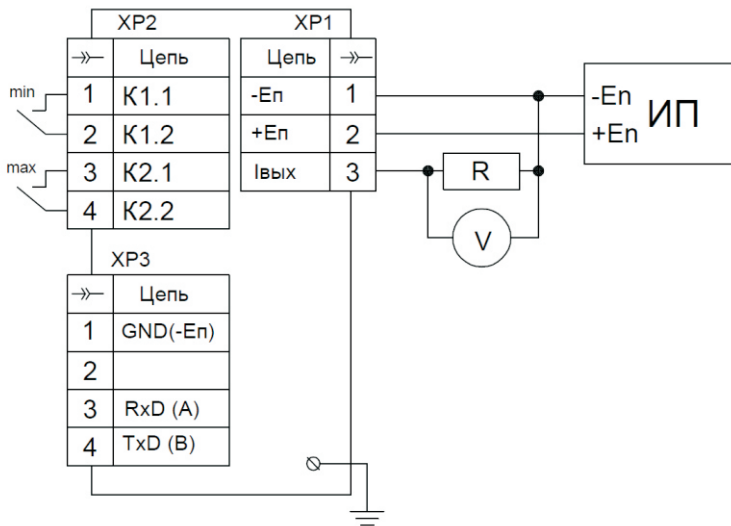 XP2
XP1
Цепь
Цепь
min
1
К1.1
-Еп
1
-En
ИП
2
К1.2
+Еп
2
+En
max
3
К2.1
Iвых
3
R
4
К2.2
V
XP3
Цепь
1
GND(-Еп)
2
3
RxD (A)
4
TxD (B)